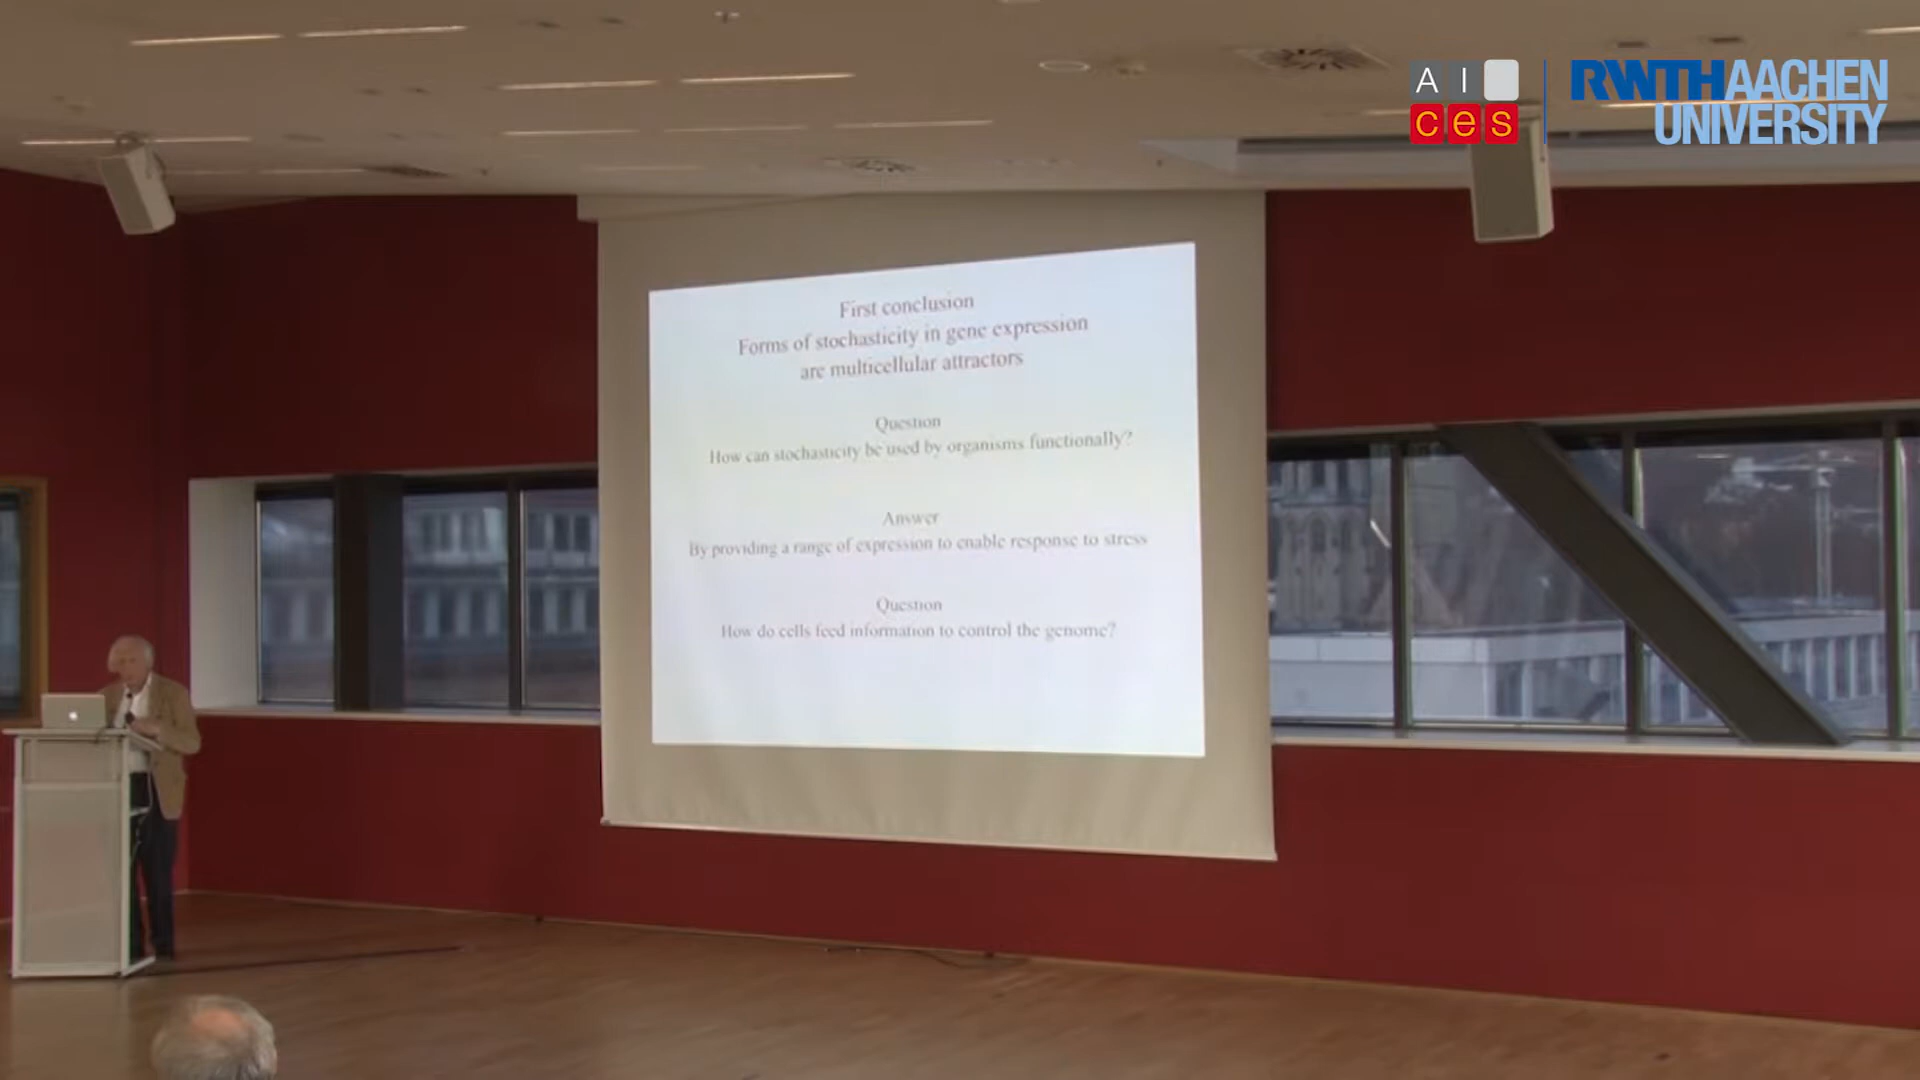 AI
ces
RWTHAACHEN
UNIVERSITY
First conclusion
Forms of stochasticity in gene expression
are multicellular attractors
Question
How can stochasticity be used by organisms functionally?
Answer
By providing a range of expression to enable response to stress
Question
How do cells feed information to control the genome?